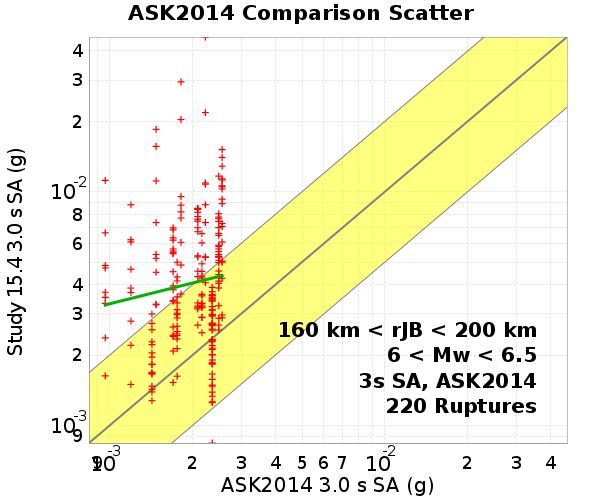 ASK2014 Comparison Scatter
Study 15.4 3.0 s SA (g)
4
3
2
10-2
8
6
4
3
2
10-3
9
160 km < rJB < 200 km
6 < Mw < 6.5
3s SA, ASK2014
220 Ruptures
9 10-3 2 3 4 5 6 7 10-2 2 3 4
ASK2014 3.0 s SA (g)